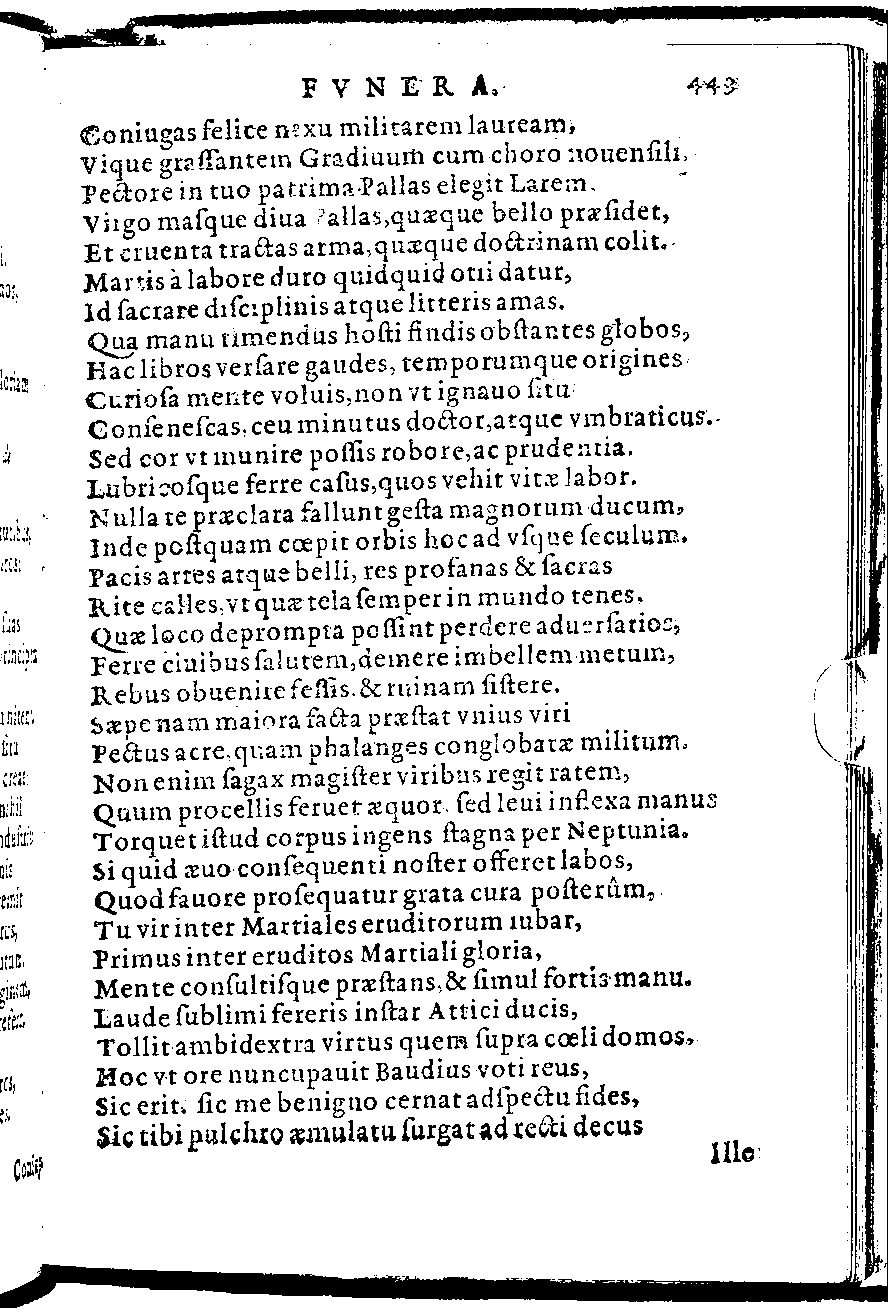 FVNERA. 443
Coniugas felice nexu militarem lauream,
Vique graſſantem Gradiuum cum choro nouenſili,
Pectore in tuo patrima Pallas elegit Larem.
Virgo maſque diua Pallas, quæque bello præſidet,
Et cruenta tractas arma, quæque doctrinam colit.
Martis à labore duro quidquid otii datur,
Id ſacrare diſciplinis atque litteris amas.
Qua manu timendus hoſti findis obſtantes globos,
Hac libros verſare gaudes, temporumque origines
Curioſa mente voluis, non vt ignauo ſitu
Conſeneſcas, ceu minutus doctor, atque vmbraticus.
Sed cor vt munire poſſis robore, ac prudentia.
Lubricoſque ferre caſus, quos vehit vitæ labor.
Nulla te præclara fallunt geſta magnorum ducum,
Inde poſtquam cœpit orbis hoc ad vſque ſeculum.
Pacis artes atque belli, res profanas & ſacras
Rite calles, vt quæ tela ſemper in mundo tenes.
Quæ loco deprompta poſſint perdere aduerſarios,
Ferre ciuibus ſalutem, demere imbellem metum,
Rebus obuenire feſſis, & ruinam ſiſtere.
Sæpe nam maiora facta præſtat vnius viri
Pectus acre, quam phalanges conglobatæ militum.
Non enim ſagax magiſter viribus regit ratem,
Quum procellis feruet æquor, ſed leui inflexa manus
Torquet iſtud corpus ingens ſtagna per Neptunia.
Si quid æuo conſequenti noſter offeret labos,
Quod fauore proſequatur grata cura poſterûm,
Tu vir inter Martiales eruditorum iubar,
Primus inter eruditos Martiali gloria,
Mente conſultiſque præſtans, & ſimul fortis manu.
Laude ſublimi fereris inſtar Attici ducis,
Tollit ambidextra virtus quem ſupra cœli domos.
Hoc vt ore nuncupauit Baudius voti reus,
Sic erit. ſic me benigno cernat adſpectu fides,
Sic tibi pulchro æmulatu ſurgat ad recti decus
Ille